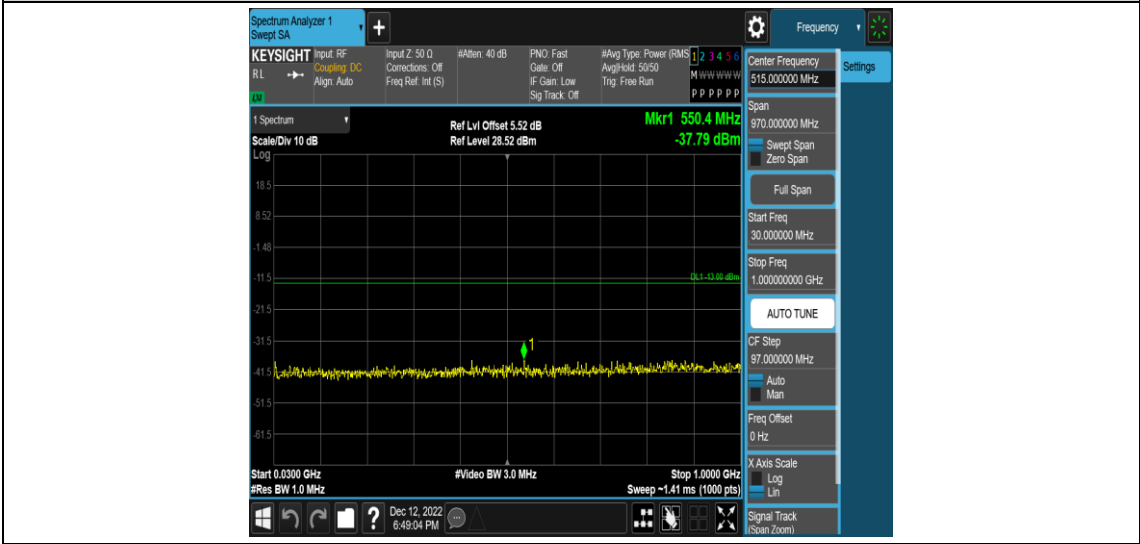 Spectrum Analyzer 1
Swept SA
+
Frequency
KEYSIGHT
RL
Input: RF
Coupling: DC
Align: Auto
Input Z: 50 Ω
Corrections: Off
Freq Ref: Int (S)
#Atten: 40 dB
PNO: Fast
Gate: Off
IF Gain: Low
Sig Track: Off
#Avg Type: Power (RMS
Avg|Hold: 50/50
Trig: Free Run
1 2 3 4 5 6
M W W W W W
P P P P P P
1 Spectrum
Scale/Div 10 dB
Log
Ref Lvl Offset 5.52 dB
Ref Level 28.52 dBm
Mkr1 550.4 MHz
-37.79 dBm
18.5
8.52
-1.48
-11.5
-21.5
-31.5
-41.5
-51.5
-61.5
DL1 -13.00 dBm
1
Start 0.0300 GHz
#Res BW 1.0 MHz
#Video BW 3.0 MHz
Stop 1.0000 GHz
Sweep ~1.41 ms (1000 pts)
?
Dec 12, 2022
6:49:04 PM
Center Frequency
515.000000 MHz
Span
970.000000 MHz
Swept Span
Zero Span
Full Span
Start Freq
30.000000 MHz
Stop Freq
1.000000000 GHz
AUTO TUNE
CF Step
97.000000 MHz
Auto
Man
Freq Offset
0 Hz
X Axis Scale
Log
Lin
Signal Track
(Span Zoom)
Settings